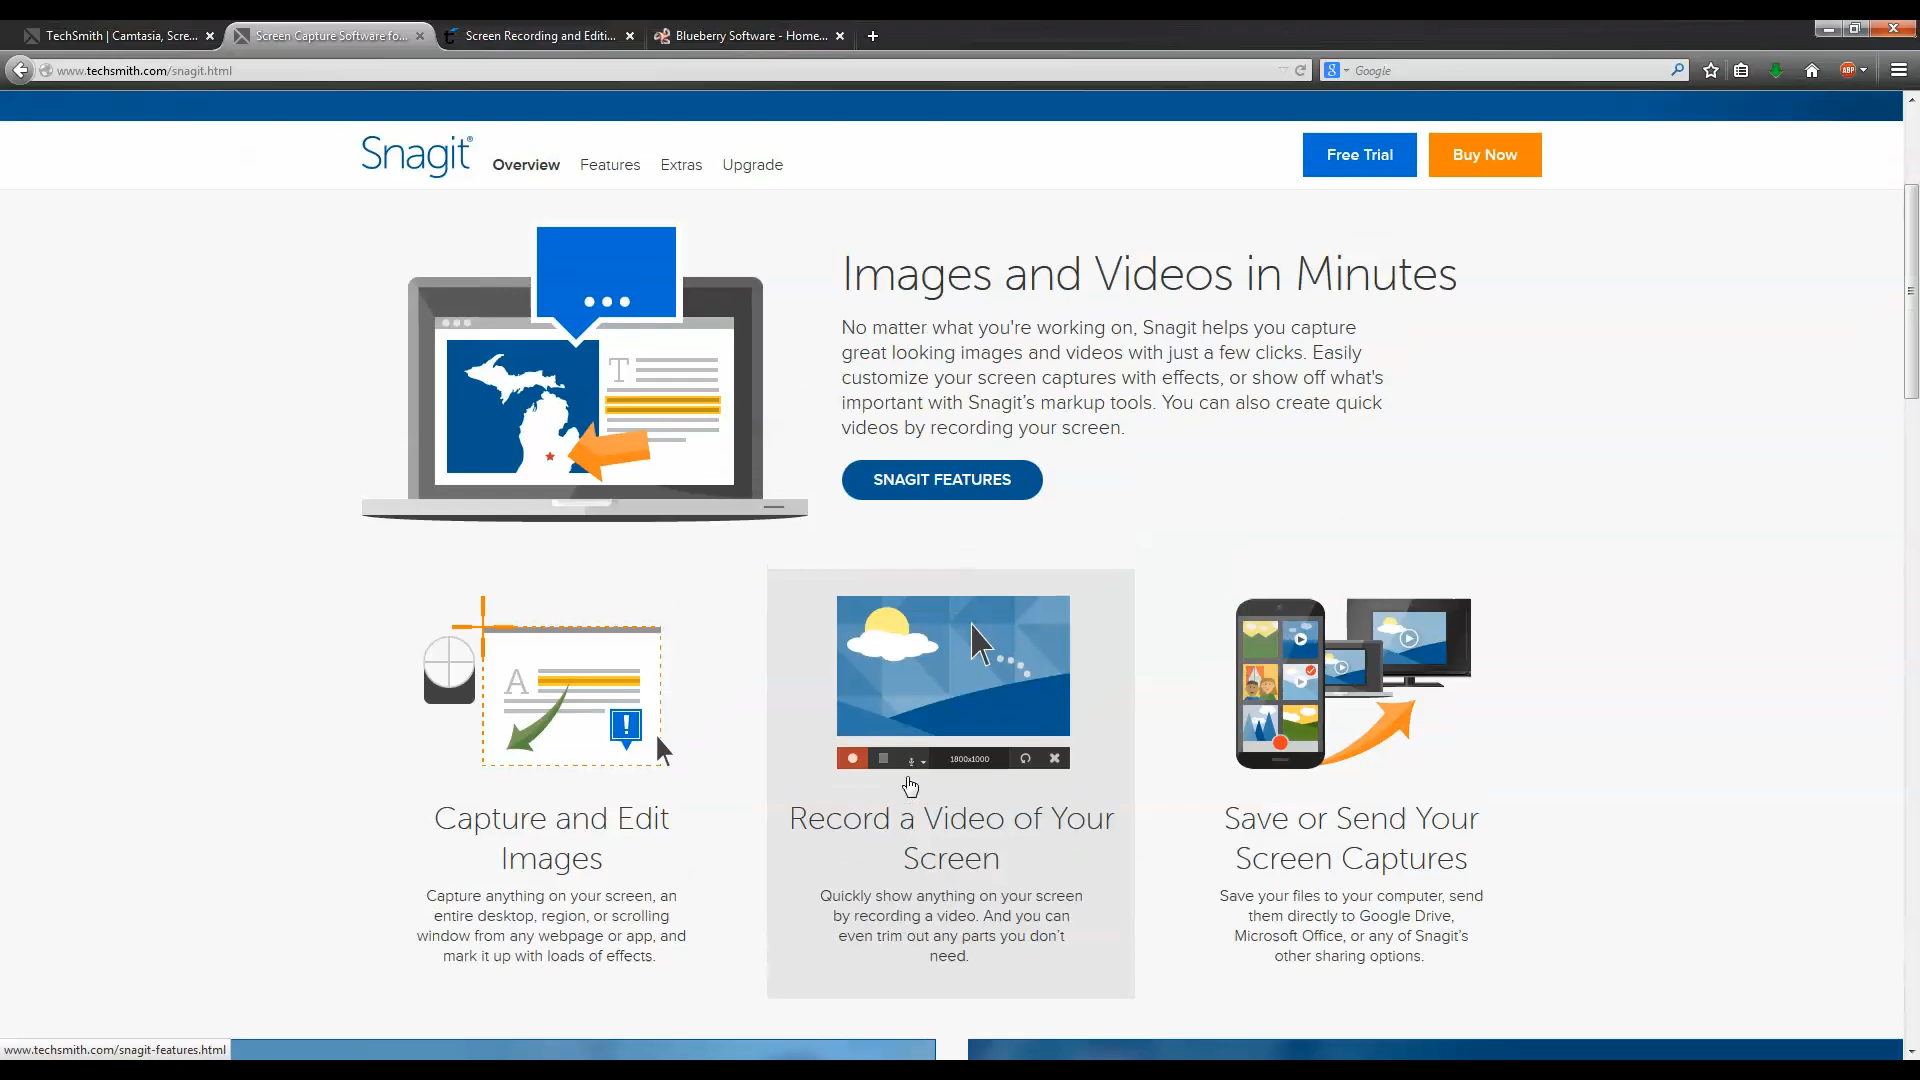 TechSmith | Camtasia, Scre...
Screen Capture Software fo...
Screen Recording and Editi...
Blueberry Software - Home...
www.techsmith.com/snagit.html
Google
ABP
Snagit®
Overview
Features
Extras
Upgrade
Free Trial
Buy Now
Images and Videos in Minutes
No matter what you're working on, Snagit helps you capture
great looking images and videos with just a few clicks. Easily
customize your screen captures with effects, or show off what's
important with Snagit’s markup tools. You can also create quick
videos by recording your screen.
SNAGIT FEATURES
T
A
!
1800x1000
Capture and Edit
Images
Capture anything on your screen, an
entire desktop, region, or scrolling
window from any webpage or app, and
mark it up with loads of effects.
Record a Video of Your
Screen
Quickly show anything on your screen
by recording a video. And you can
even trim out any parts you don’t
need.
Save or Send Your
Screen Captures
Save your files to your computer, send
them directly to Google Drive,
Microsoft Office, or any of Snagit’s
other sharing options.
www.techsmith.com/snagit-features.html